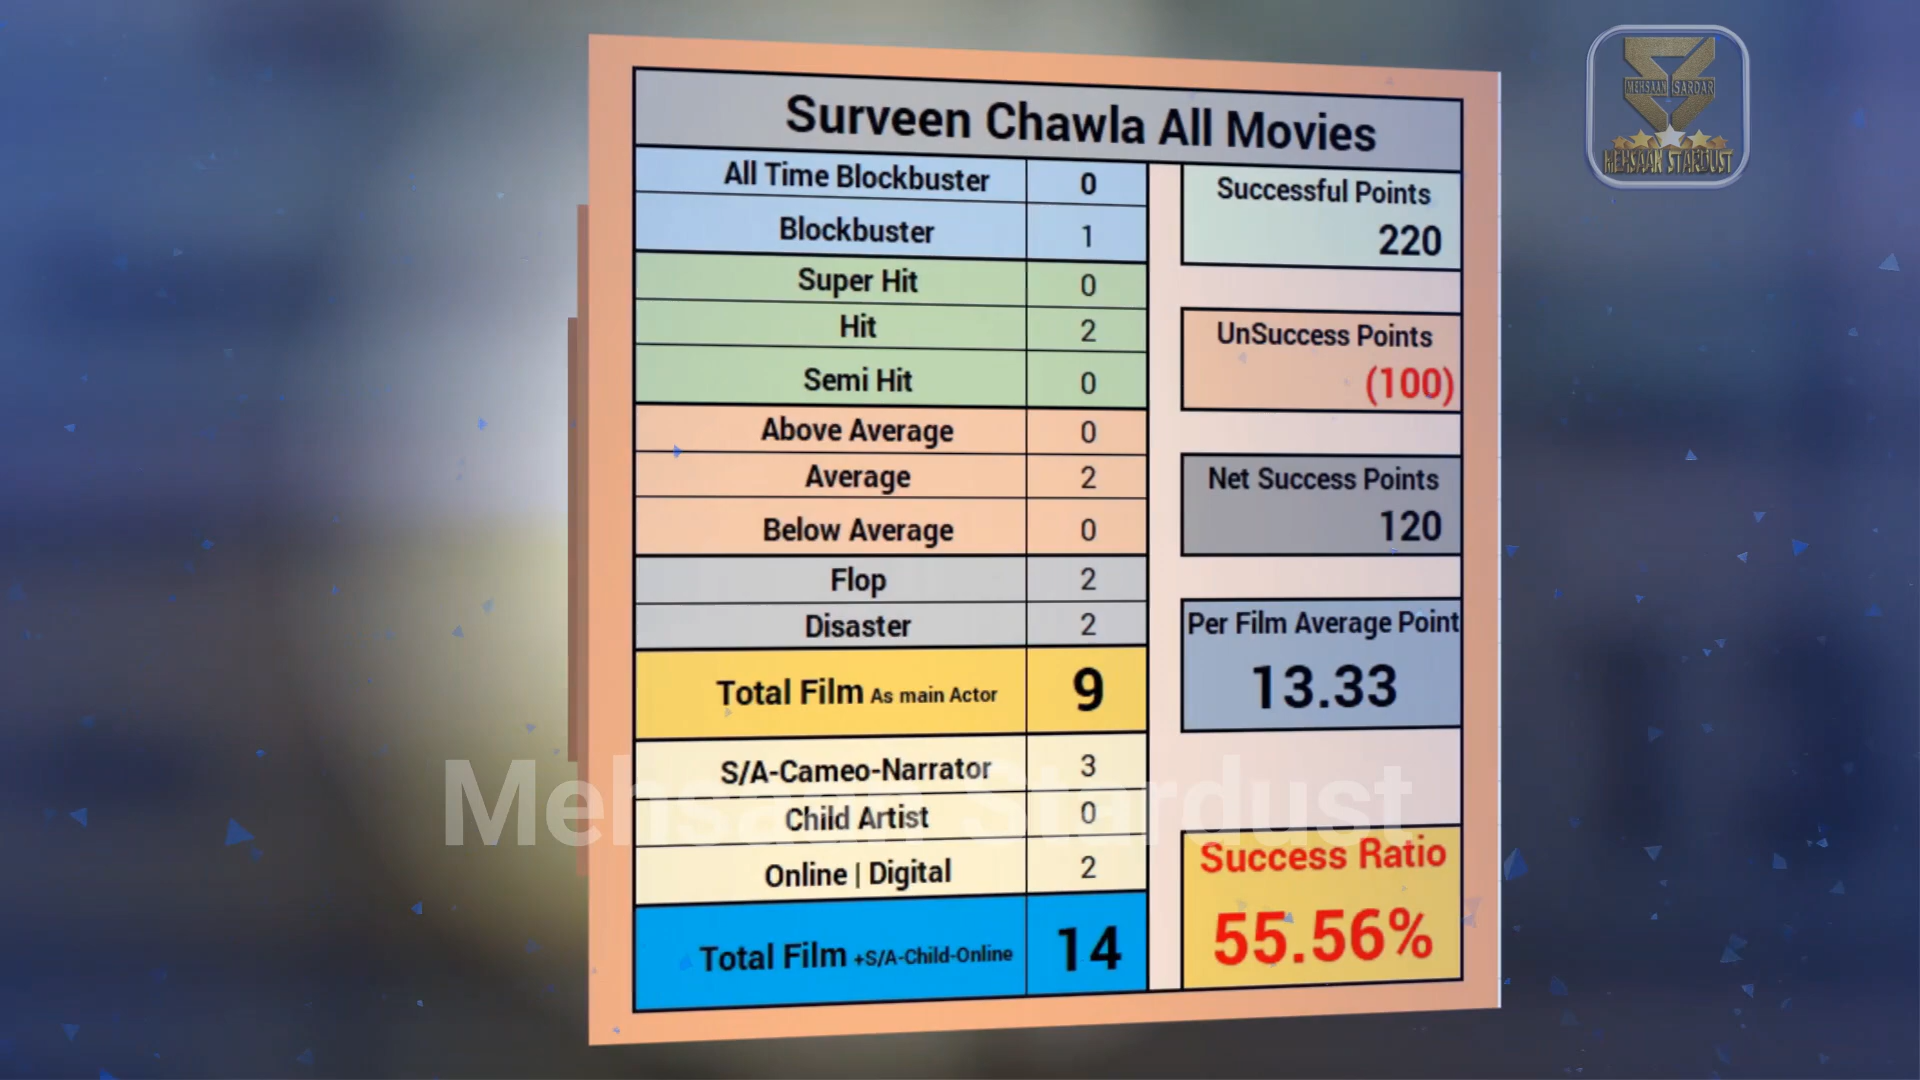 Surveen Chawla All Movies
All Time Blockbuster 0
Blockbuster 1
Super Hit 0
Hit 2
Semi Hit 0
Above Average 0
Average 2
Below Average 0
Flop 2
Disaster 2
Total Film As main Actor 9
S/A-Cameo-Narrator 3
Child Artist 0
Online | Digital 2
Total Film +S/A-Child-Online 14
Successful Points
220
UnSuccess Points
(100)
Net Success Points
120
Per Film Average Point
13.33
Success Ratio
55.56%
MEHSAAN SARDAR
MEHSAAN STARDUST
Mehsaan Stardust